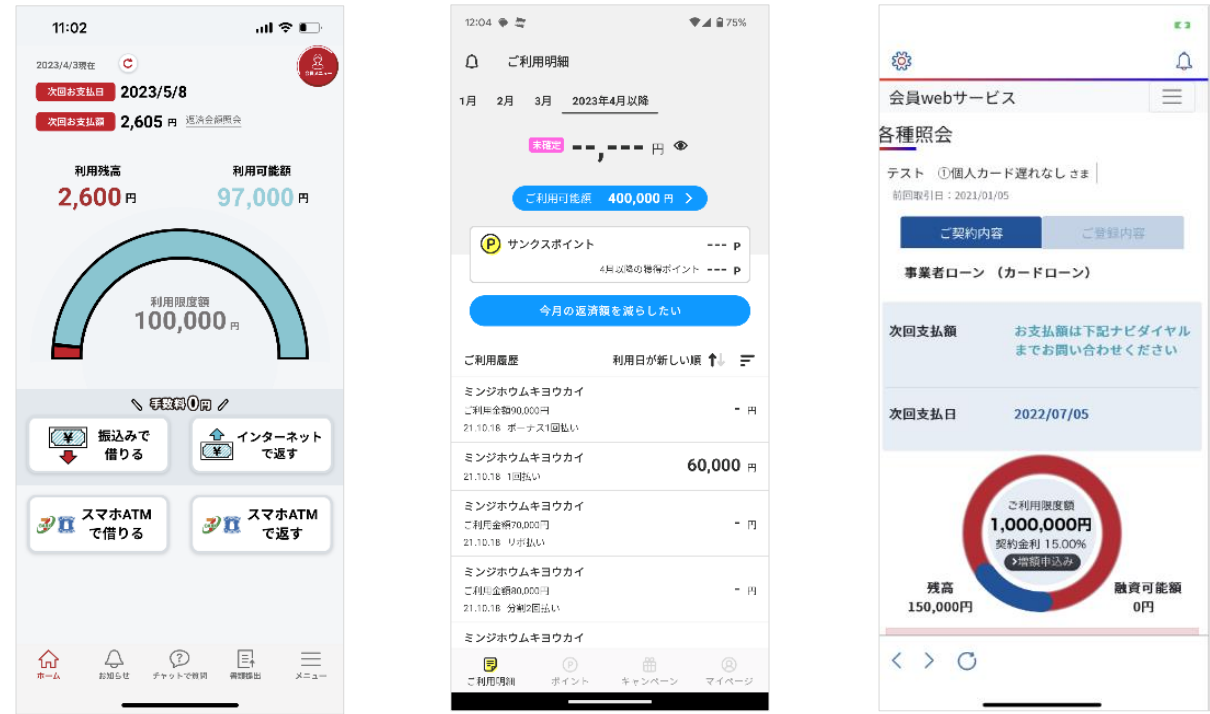 11:02
2023/4/3現在
会員メニュー
次回お支払日 2023/5/8
次回お支払額 2,605 円 返済金額照会
利用残高 利用可能額
2,600 円 97,000 円
利用限度額
100,000 円
手数料0円
振込みで
借りる
インターネット
で返す
スマホATM
で借りる
スマホATM
で返す
ホーム お知らせ チャットで質問 書類提出 メニュー
12:04 75%
ご利用明細
1月 2月 3月 2023年4月以降
未確定 --,--- 円
ご利用可能額 400,000 円
P サンクスポイント --- P
4月以降の獲得ポイント --- P
今月の返済額を減らしたい
ご利用履歴 利用日が新しい順
ミンジホウムキヨウカイ
ご利用金額90,000円 - 円
21.10.18 ボーナス1回払い
ミンジホウムキヨウカイ
60,000 円
21.10.18 1回払い
ミンジホウムキヨウカイ
ご利用金額70,000円 - 円
21.10.18 リボ払い
ミンジホウムキヨウカイ
ご利用金額80,000円 - 円
21.10.18 分割2回払い
ミンジホウムキヨウカイ
ご利用明細 ポイント キャンペーン マイページ
会員webサービス
各種照会
テスト ①個人カード遅れなし さま
前回取引日：2021/01/05
ご契約内容 ご登録内容
事業者ローン （カードローン）
次回支払額 お支払額は下記ナビダイヤル
までお問い合わせください
次回支払日 2022/07/05
ご利用限度額
1,000,000円
契約金利 15.00%
増額申込み
残高 融資可能額
150,000円 0円